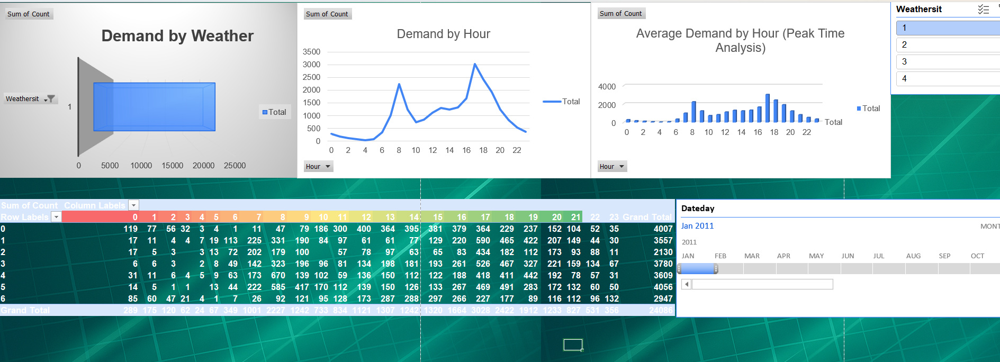 Sum of Count
Demand by Weather
Weathersit
1
0 5000 10000 15000 20000 25000
Total
Sum of Count
Demand by Hour
3500
3000
2500
2000
1500
1000
500
0
0 2 4 6 8 10 12 14 16 18 20 22
Total
Hour
Sum of Count
Average Demand by Hour (Peak Time
Analysis)
4000
2000
0
0 2 4 6 8 10 12 14 16 18 20 22
Total
Total
Hour
Weathersit
1
2
3
4
Sum of Count Column Labels
Row Labels 0 1 2 3 4 5 6 7 8 9 10 11 12 13 14 15 16 17 18 19 20 21 22 23 Grand Total
0 119 77 56 32 3 4 1 11 47 79 186 300 400 364 395 381 379 364 229 237 152 104 52 35 4007
1 17 11 4 4 7 19 113 225 331 190 84 97 61 61 77 129 220 590 465 422 207 149 44 30 3557
2 17 5 3 3 13 72 202 179 100 57 78 97 63 65 83 434 182 112 173 93 88 11 2130
3 6 6 3 2 8 49 142 323 196 96 81 134 198 181 193 261 526 467 327 221 159 134 67 3780
4 31 11 6 4 5 9 63 173 670 139 102 59 136 150 112 122 188 418 411 442 192 78 57 31 3609
5 14 5 1 1 13 44 222 585 417 170 112 139 150 126 133 267 469 491 283 172 132 60 50 4056
6 85 60 47 21 4 1 7 26 92 121 95 128 173 287 288 297 266 227 177 89 116 112 96 132 2947
Grand Total 289 175 120 62 24 67 349 1001 2227 1242 733 834 1121 1307 1242 1320 1664 3028 2422 1912 1233 827 531 356 24086
Dateday
Jan 2011
MONT
2011
JAN FEB MAR APR MAY JUN JUL AUG SEP OCT